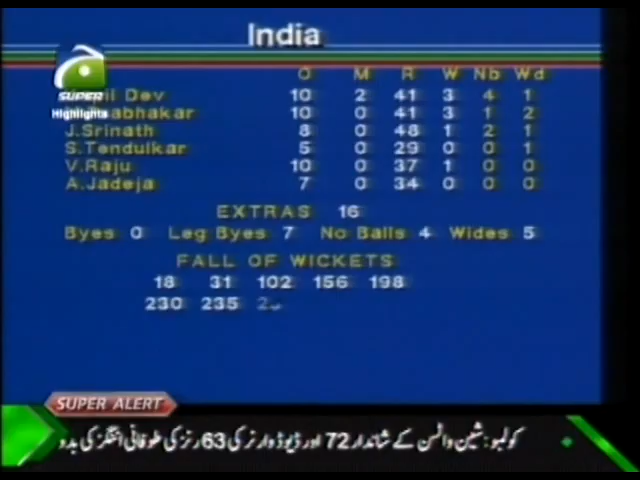 India
O M R W Nb Wd
il Dev 10 2 41 3 4 1
abhakar 10 0 41 3 1 2
J.Srinath 8 0 48 1 2 1
S.Tendulkar 5 0 29 0 0 1
V.Raju 10 0 37 1 0 0
A.Jadeja 7 0 34 0 0 0
SUPER
Highlights
EXTRAS 16
Byes 0 Leg Byes 7 No Balls 4 Wides 5
FALL OF WICKETS
18 31 102 156 198
230 235
SUPER ALERT
کولمبو: شین واٹسن کے شاندار 72 اور ڈیوڈ وارنر کی 63 رنز کی طوفانی اننگز کی بدو